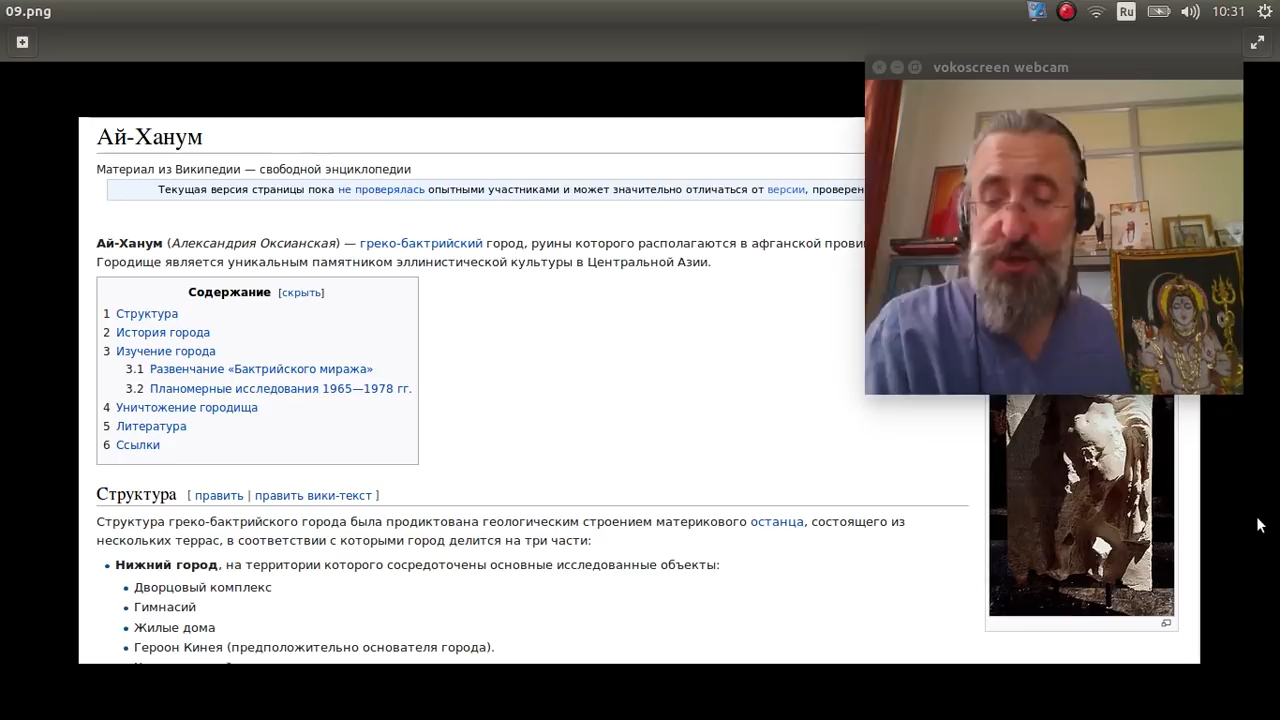 09.png
Ru
10:31
vokoscreen webcam
Ай-Ханум
Материал из Википедии — свободной энциклопедии
Текущая версия страницы пока не проверялась опытными участниками и может значительно отличаться от версии, проверен
Ай-Ханум (Александрия Оксианская) — греко-бактрийский город, руины которого располагаются в афганской прови
Городище является уникальным памятником эллинистической культуры в Центральной Азии.
Содержание [скрыть]
1 Структура
2 История города
3 Изучение города
3.1 Развенчание «Бактрийского миража»
3.2 Планомерные исследования 1965—1978 гг.
4 Уничтожение городища
5 Литература
6 Ссылки
Структура [ править | править вики-текст ]
Структура греко-бактрийского города была продиктована геологическим строением материкового останца, состоящего из
нескольких террас, в соответствии с которыми город делится на три части:
• Нижний город, на территории которого сосредоточены основные исследованные объекты:
• Дворцовый комплекс
• Гимнасий
• Жилые дома
• Героон Кинея (предположительно основателя города).